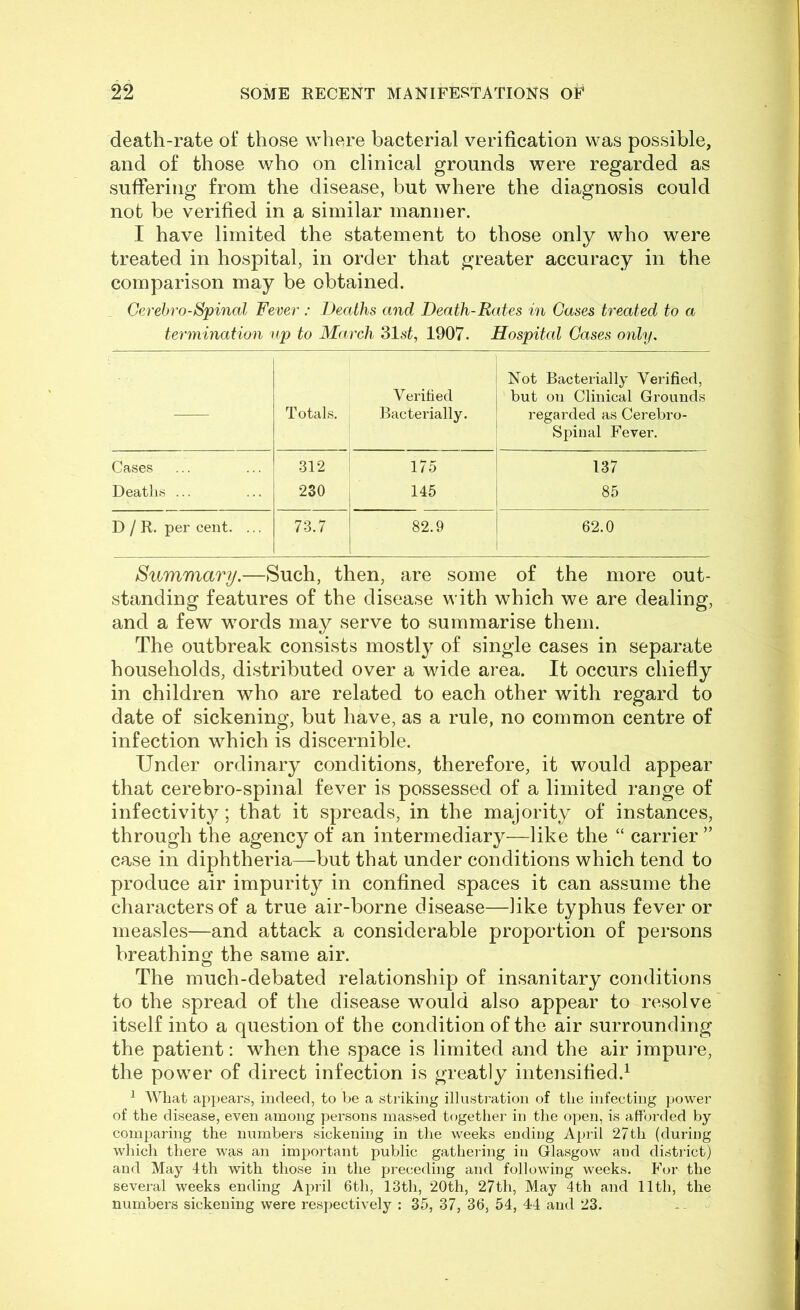 22 SOME RECENT MANIFESTATIONS OF
death-rate of those where bacterial verification was possible,
and of those who on clinical grounds were regarded as
suffering from the disease, but where the diagnosis could
not be verified in a similar manner.
I have limited the statement to those only who were
treated in hospital, in order that greater accuracy in the
comparison may be obtained.
Cerebro-Spinal Fever : Deaths and Death-Rates in Cases treated to a
termination up to March 31st, 1907. Hospital Cases only.
—— Totals. Verified Bacterially. Not Bacterially Verified, but on Clinical Grounds regarded as Cerebro-Spinal Fever.
Cases ... ... 312 175 137
Deaths ... ... 230 145 85
D / R. per cent. ... 73.7 82.9 62.0
Summary.—Such, then, are some of the more out-
standing features of the disease with which we are dealing,
and a few words may serve to summarise them.
The outbreak consists mostly of single cases in separate
households, distributed over a wide area. It occurs chiefly
in children who are related to each other with regard to
date of sickening, but have, as a rule, no common centre of
infection which is discernible.
Under ordinary conditions, therefore, it would appear
that cerebro-spinal fever is possessed of a limited range of
infectivity ; that it spreads, in the majority of instances,
through the agency of an intermediary—like the “ carrier ”
case in diphtheria—but that under conditions which tend to
produce air impurity in confined spaces it can assume the
characters of a true air-borne disease—like typhus fever or
measles—and attack a considerable proportion of persons
breathing the same air.
The much-debated relationship of insanitary conditions
to the spread of the disease would also appear to resolve
itself into a question of the condition of the air surrounding
the patient : when the space is limited and the air impure,
the power of direct infection is greatly intensified.¹
¹ What appears, indeed, to be a striking illustration of the infecting power
of the disease, even among persons massed together in the open, is afforded by
comparing the numbers sickening in the weeks ending April 27th (during
which there was an important public gathering in Glasgow and district)
and May 4th with those in the preceding and following weeks. For the
several weeks ending April 6th, 13th, 20th, 27th, May 4th and 11th, the
numbers sickening were respectively : 35, 37, 36, 54, 44 and 23.